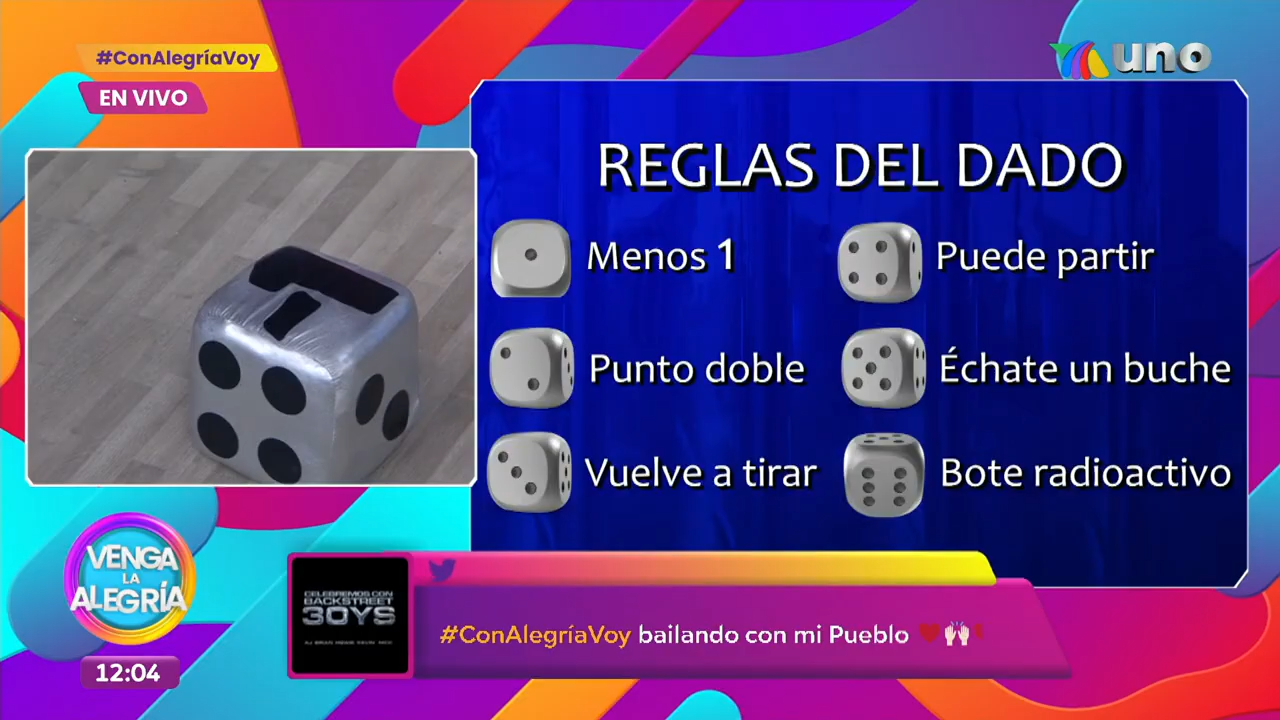 #ConAlegríaVoy
EN VIVO
uno
REGLAS DEL DADO
Menos 1
Puede partir
Punto doble
Échate un buche
Vuelve a tirar
Bote radioactivo
VENGA
LA
ALEGRÍA
12:04
CELEBREMOS CON
BACKSTREET
3OYS
#ConAlegríaVoy bailando con mi Pueblo